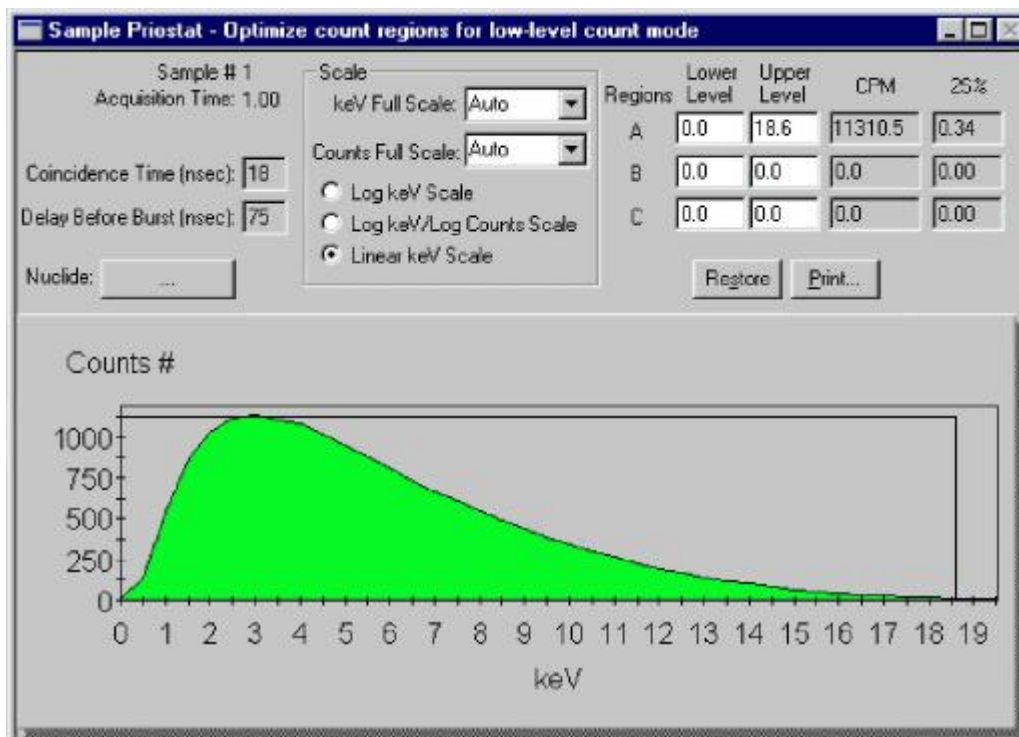 Sample Priostat - Optimize count regions for low-level count mode
Sample # 1
Acquisition Time: 1.00
Coincidence Time (nsec): 18
Delay Before Burst (nsec): 75
Nuclide: ...
Scale
keV Full Scale: Auto
Counts Full Scale: Auto
Log keV Scale
Log keV/Log Counts Scale
Linear keV Scale
Regions Lower Level Upper Level CPM 2S%
A 0.0 18.6 11310.5 0.34
B 0.0 0.0 0.0 0.00
C 0.0 0.0 0.0 0.00
Restore Print...
Counts #
1000
750
500
250
0
0 1 2 3 4 5 6 7 8 9 10 11 12 13 14 15 16 17 18 19
keV